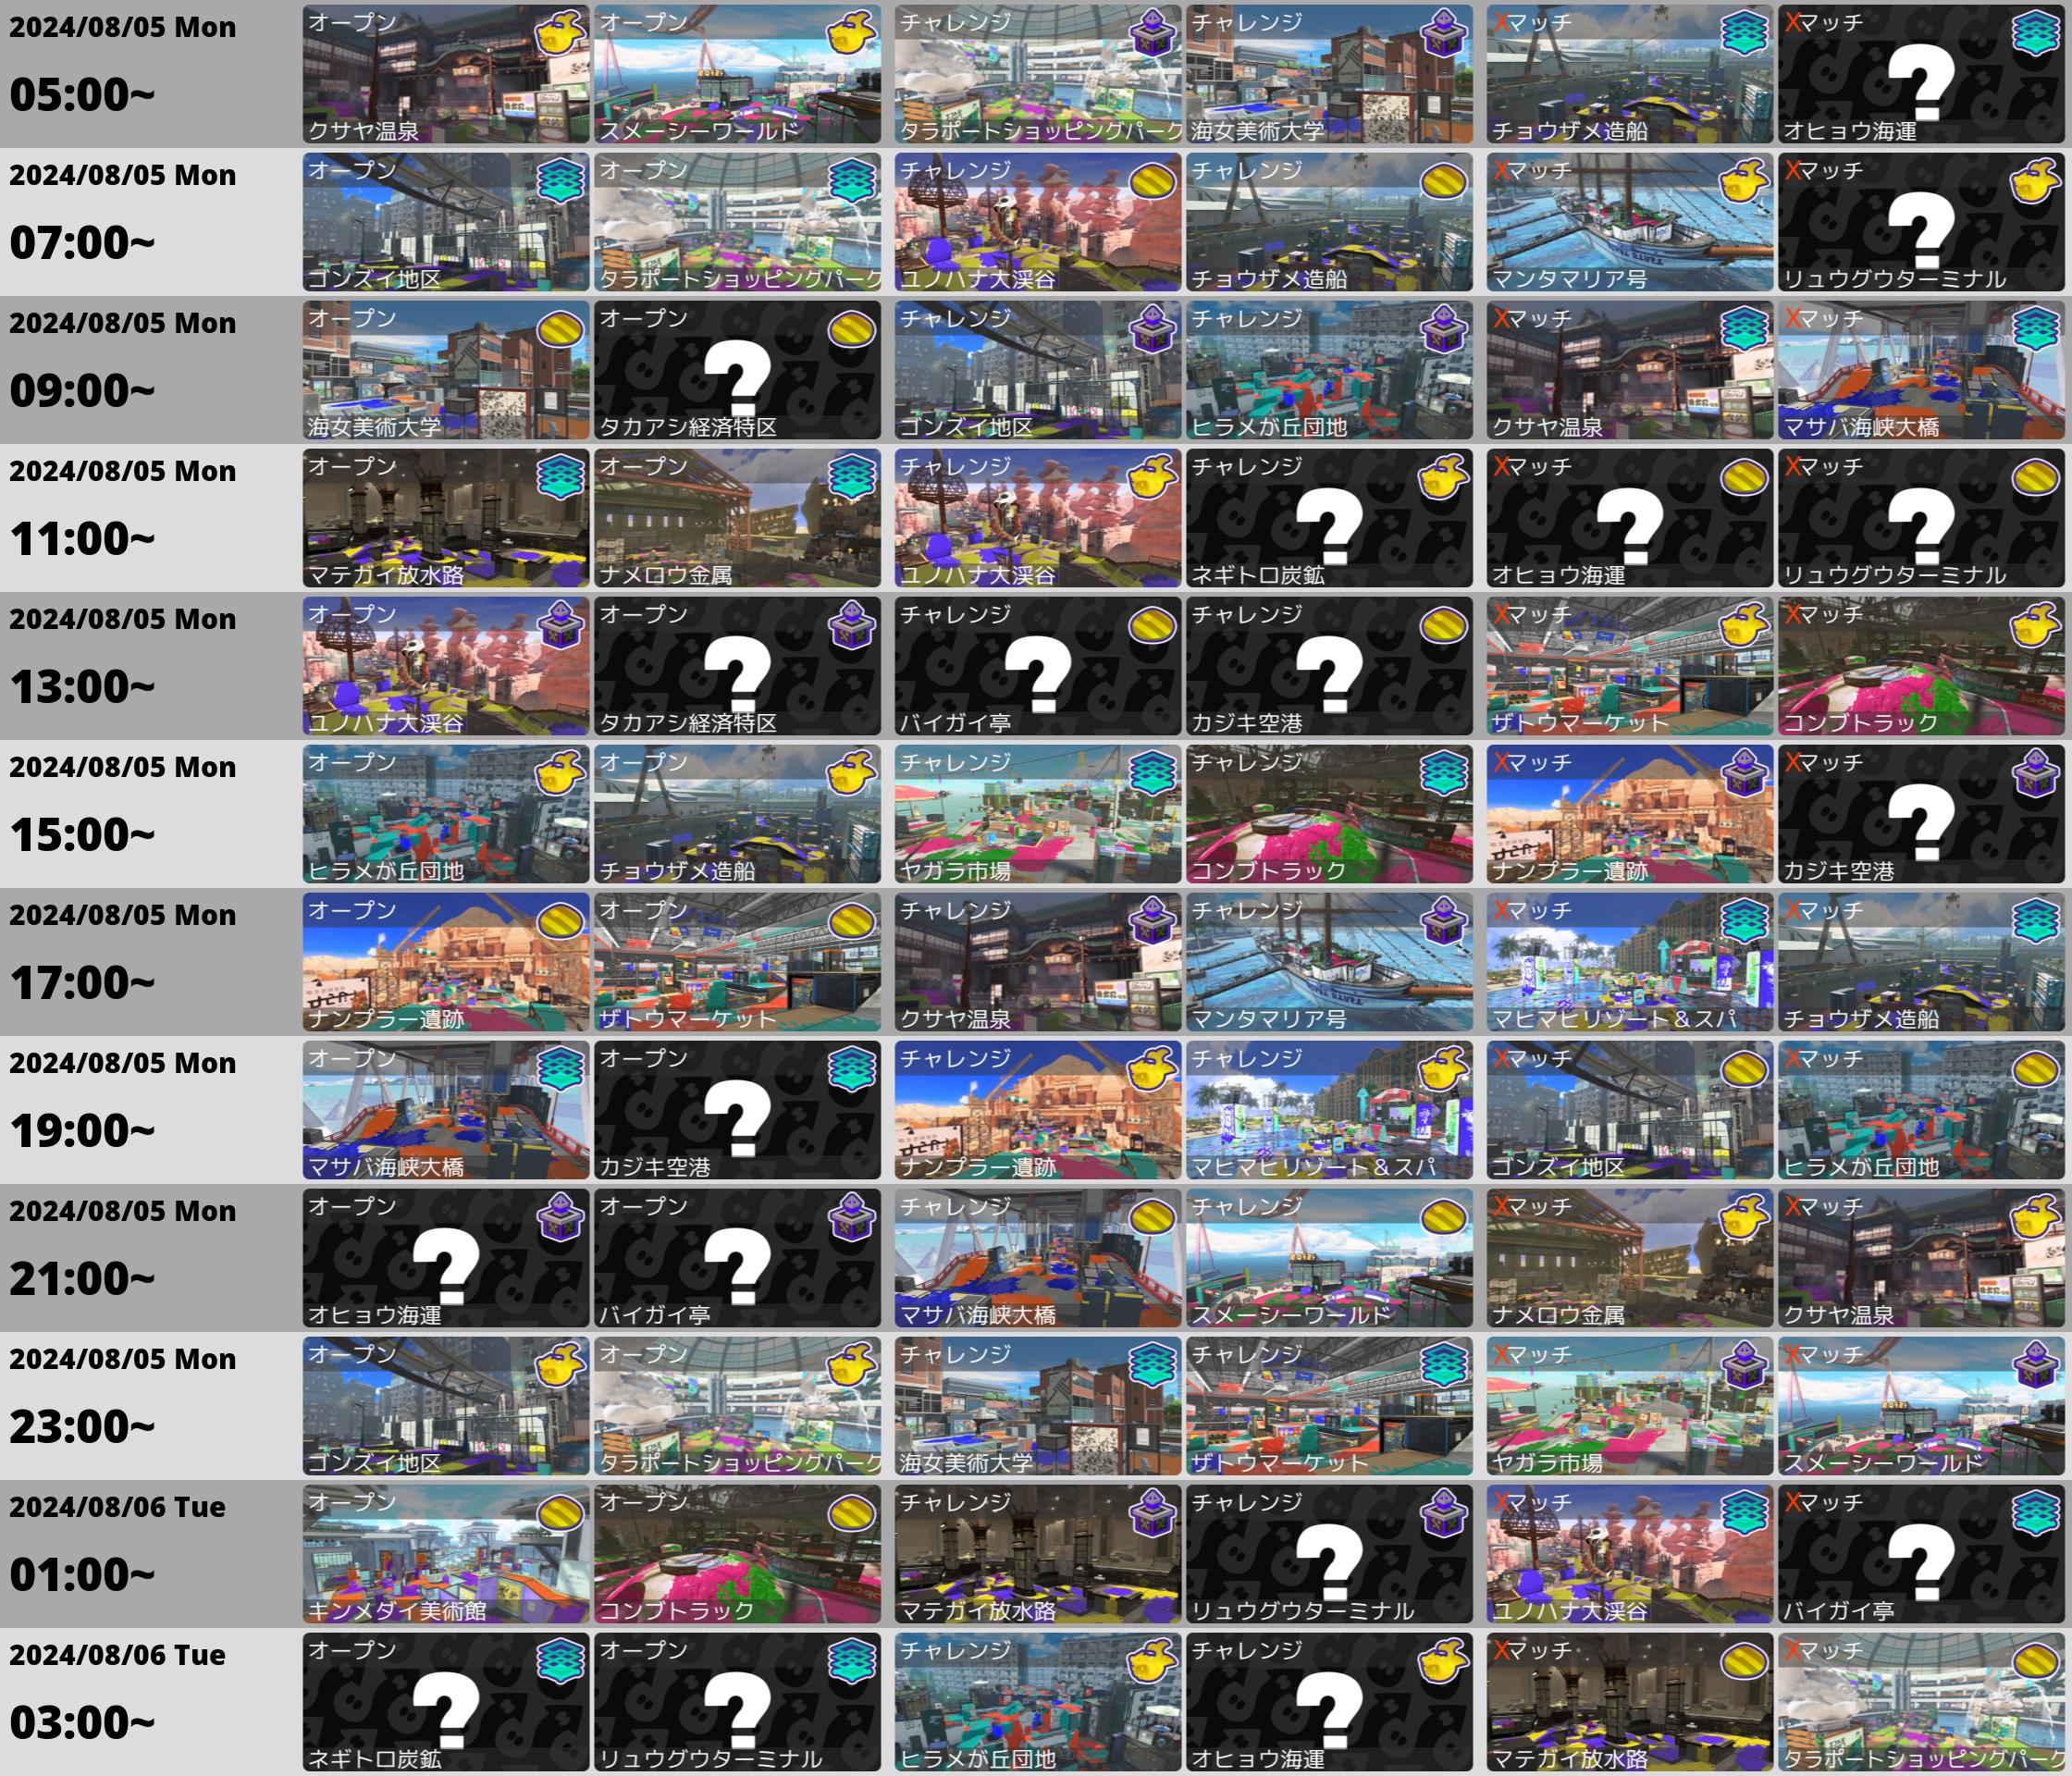 2024/08/05 Mon
05:00~
オープン オープン チャレンジ チャレンジ Xマッチ Xマッチ
クサヤ温泉 スメーシーワールド タラポートショッピングパーク 海女美術大学 チョウザメ造船 オヒョウ海運
2024/08/05 Mon
07:00~
オープン オープン チャレンジ チャレンジ Xマッチ Xマッチ
ゴンズイ地区 タラポートショッピングパーク ユノハナ大渓谷 チョウザメ造船 マンタマリア号 リュウグウターミナル
2024/08/05 Mon
09:00~
オープン オープン チャレンジ チャレンジ Xマッチ Xマッチ
海女美術大学 タカアシ経済特区 ゴンズイ地区 ヒラメが丘団地 クサヤ温泉 マサバ海峡大橋
2024/08/05 Mon
11:00~
オープン オープン チャレンジ チャレンジ Xマッチ Xマッチ
マテガイ放水路 ナメロウ金属 ユノハナ大渓谷 ネギトロ炭鉱 オヒョウ海運 リュウグウターミナル
2024/08/05 Mon
13:00~
オープン オープン チャレンジ チャレンジ Xマッチ Xマッチ
ユノハナ大渓谷 タカアシ経済特区 バイガイ亭 カジキ空港 ザトウマーケット コンブトラック
2024/08/05 Mon
15:00~
オープン オープン チャレンジ チャレンジ Xマッチ Xマッチ
ヒラメが丘団地 チョウザメ造船 ヤガラ市場 コンブトラック ナンプラー遺跡 カジキ空港
2024/08/05 Mon
17:00~
オープン オープン チャレンジ チャレンジ Xマッチ Xマッチ
ナンプラー遺跡 ザトウマーケット クサヤ温泉 マンタマリア号 マヒマヒリゾート＆スパ チョウザメ造船
2024/08/05 Mon
19:00~
オープン オープン チャレンジ チャレンジ Xマッチ Xマッチ
マサバ海峡大橋 カジキ空港 ナンプラー遺跡 マヒマヒリゾート＆スパ ゴンズイ地区 ヒラメが丘団地
2024/08/05 Mon
21:00~
オープン オープン チャレンジ チャレンジ Xマッチ Xマッチ
オヒョウ海運 バイガイ亭 マサバ海峡大橋 スメーシーワールド ナメロウ金属 クサヤ温泉
2024/08/05 Mon
23:00~
オープン オープン チャレンジ チャレンジ Xマッチ Xマッチ
ゴンズイ地区 タラポートショッピングパーク 海女美術大学 ザトウマーケット ヤガラ市場 スメーシーワールド
2024/08/06 Tue
01:00~
オープン オープン チャレンジ チャレンジ Xマッチ Xマッチ
キンメダイ美術館 コンブトラック マテガイ放水路 リュウグウターミナル ユノハナ大渓谷 バイガイ亭
2024/08/06 Tue
03:00~
オープン オープン チャレンジ チャレンジ Xマッチ Xマッチ
ネギトロ炭鉱 リュウグウターミナル ヒラメが丘団地 オヒョウ海運 マテガイ放水路 タラポートショッピングパーク